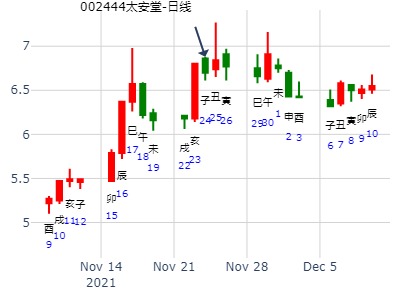 002444太安堂-日线
7
6.5
6
5.5
5
酉
9
戌
10
亥
11
子
12
卯
15
辰
16
巳
17
午
18
未
19
戌
22
亥
23
子
24
丑
25
寅
26
巳
29
午
30
未
1
申
2
酉
3
子
6
丑
7
寅
8
卯
9
辰
10
Nov 14
2021
Nov 21
Nov 28
Dec 5